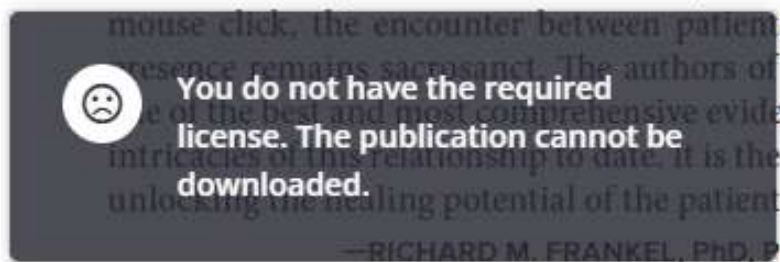 mouse click, the encounter between patient
presence remains sacrosanct. The authors of
You do not have the required
of the best and most comprehensive evide
license. The publication cannot be
intricacies of this relationship to date. It is the
downloaded.
unlocking the healing potential of the patient
—RICHARD M. FRANKEL, PhD, P